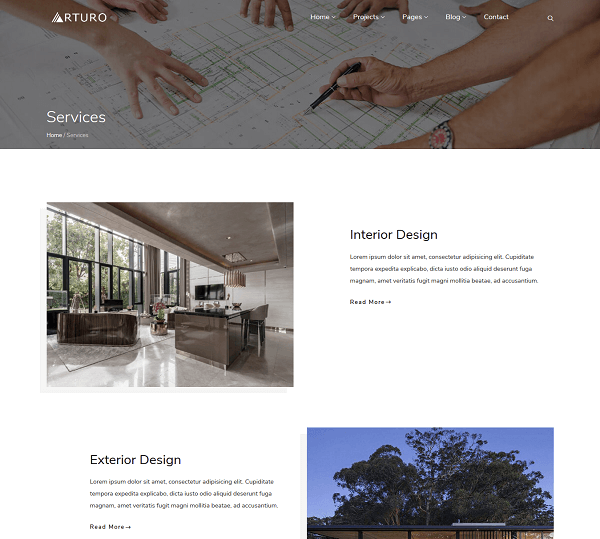 ARTURO
Home Projects Pages Blog Contact
Services
Home / Services
Interior Design
Lorem ipsum dolor sit amet, consectetur adipisicing elit. Cupiditate
tempora expedita explicabo, dicta iusto odio aliquid deserunt fuga
magnam, amet veritatis fugit magni mollitia beatae, ad accusantium.
Read More→
Exterior Design
Lorem ipsum dolor sit amet, consectetur adipisicing elit. Cupiditate
tempora expedita explicabo, dicta iusto odio aliquid deserunt fuga
magnam, amet veritatis fugit magni mollitia beatae, ad accusantium.
Read More→